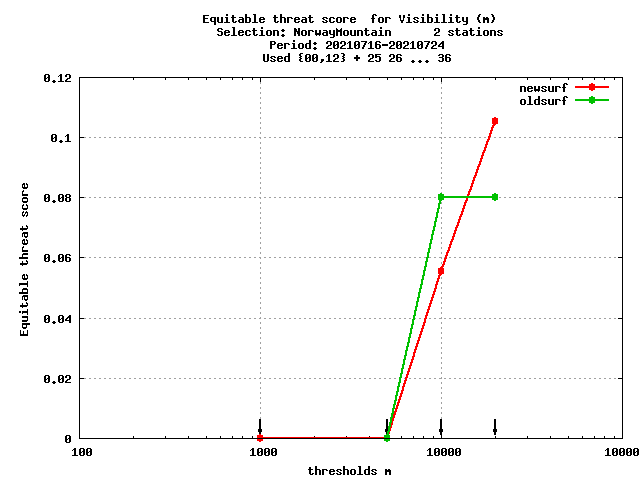 Equitable threat score  for Visibility (m)
Selection: NorwayMountain      2 stations
Period: 20210716-20210724
Used {00,12} + 25 26 ... 36
newsurf
oldsurf
0.12
0.1
0.08
0.06
0.04
0.02
0
Equitable threat score
100
1000
10000
10000
thresholds m